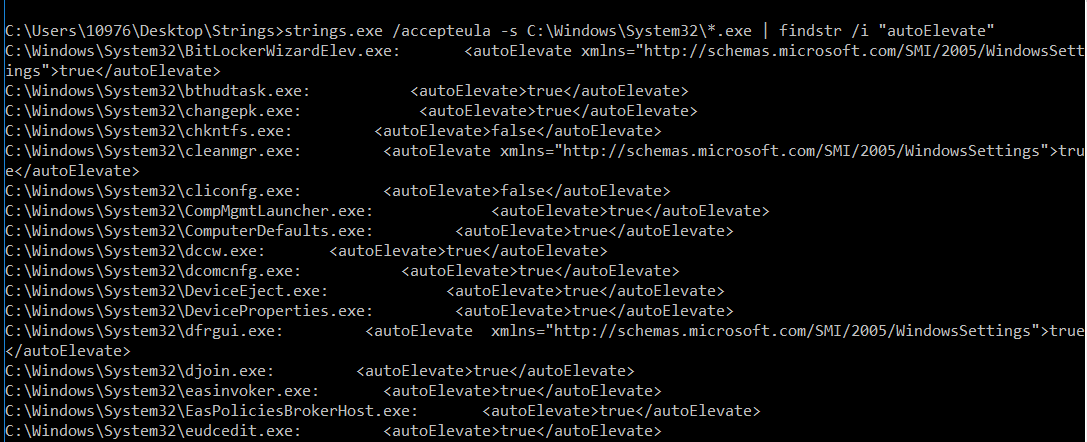 C:\Users\10976\Desktop\Strings>strings.exe /accepteula -s C:\Windows\System32\*.exe | findstr /i "autoElevate"
C:\Windows\System32\BitLockerWizardElev.exe:       <autoElevate xmlns="http://schemas.microsoft.com/SMI/2005/WindowsSett
ings">true</autoElevate>
C:\Windows\System32\bthudtask.exe:           <autoElevate>true</autoElevate>
C:\Windows\System32\changepk.exe:             <autoElevate>true</autoElevate>
C:\Windows\System32\chkntfs.exe:         <autoElevate>false</autoElevate>
C:\Windows\System32\cleanmgr.exe:         <autoElevate xmlns="http://schemas.microsoft.com/SMI/2005/WindowsSettings">tru
e</autoElevate>
C:\Windows\System32\cliconfg.exe:         <autoElevate>false</autoElevate>
C:\Windows\System32\CompMgmtLauncher.exe:             <autoElevate>true</autoElevate>
C:\Windows\System32\ComputerDefaults.exe:         <autoElevate>true</autoElevate>
C:\Windows\System32\dccw.exe:       <autoElevate>true</autoElevate>
C:\Windows\System32\dcomcnfg.exe:           <autoElevate>true</autoElevate>
C:\Windows\System32\DeviceEject.exe:             <autoElevate>true</autoElevate>
C:\Windows\System32\DeviceProperties.exe:         <autoElevate>true</autoElevate>
C:\Windows\System32\dfrgui.exe:         <autoElevate  xmlns="http://schemas.microsoft.com/SMI/2005/WindowsSettings">true
</autoElevate>
C:\Windows\System32\djoin.exe:         <autoElevate>true</autoElevate>
C:\Windows\System32\easinvoker.exe:       <autoElevate>true</autoElevate>
C:\Windows\System32\EasPoliciesBrokerHost.exe:       <autoElevate>true</autoElevate>
C:\Windows\System32\eudcedit.exe:         <autoElevate>true</autoElevate>